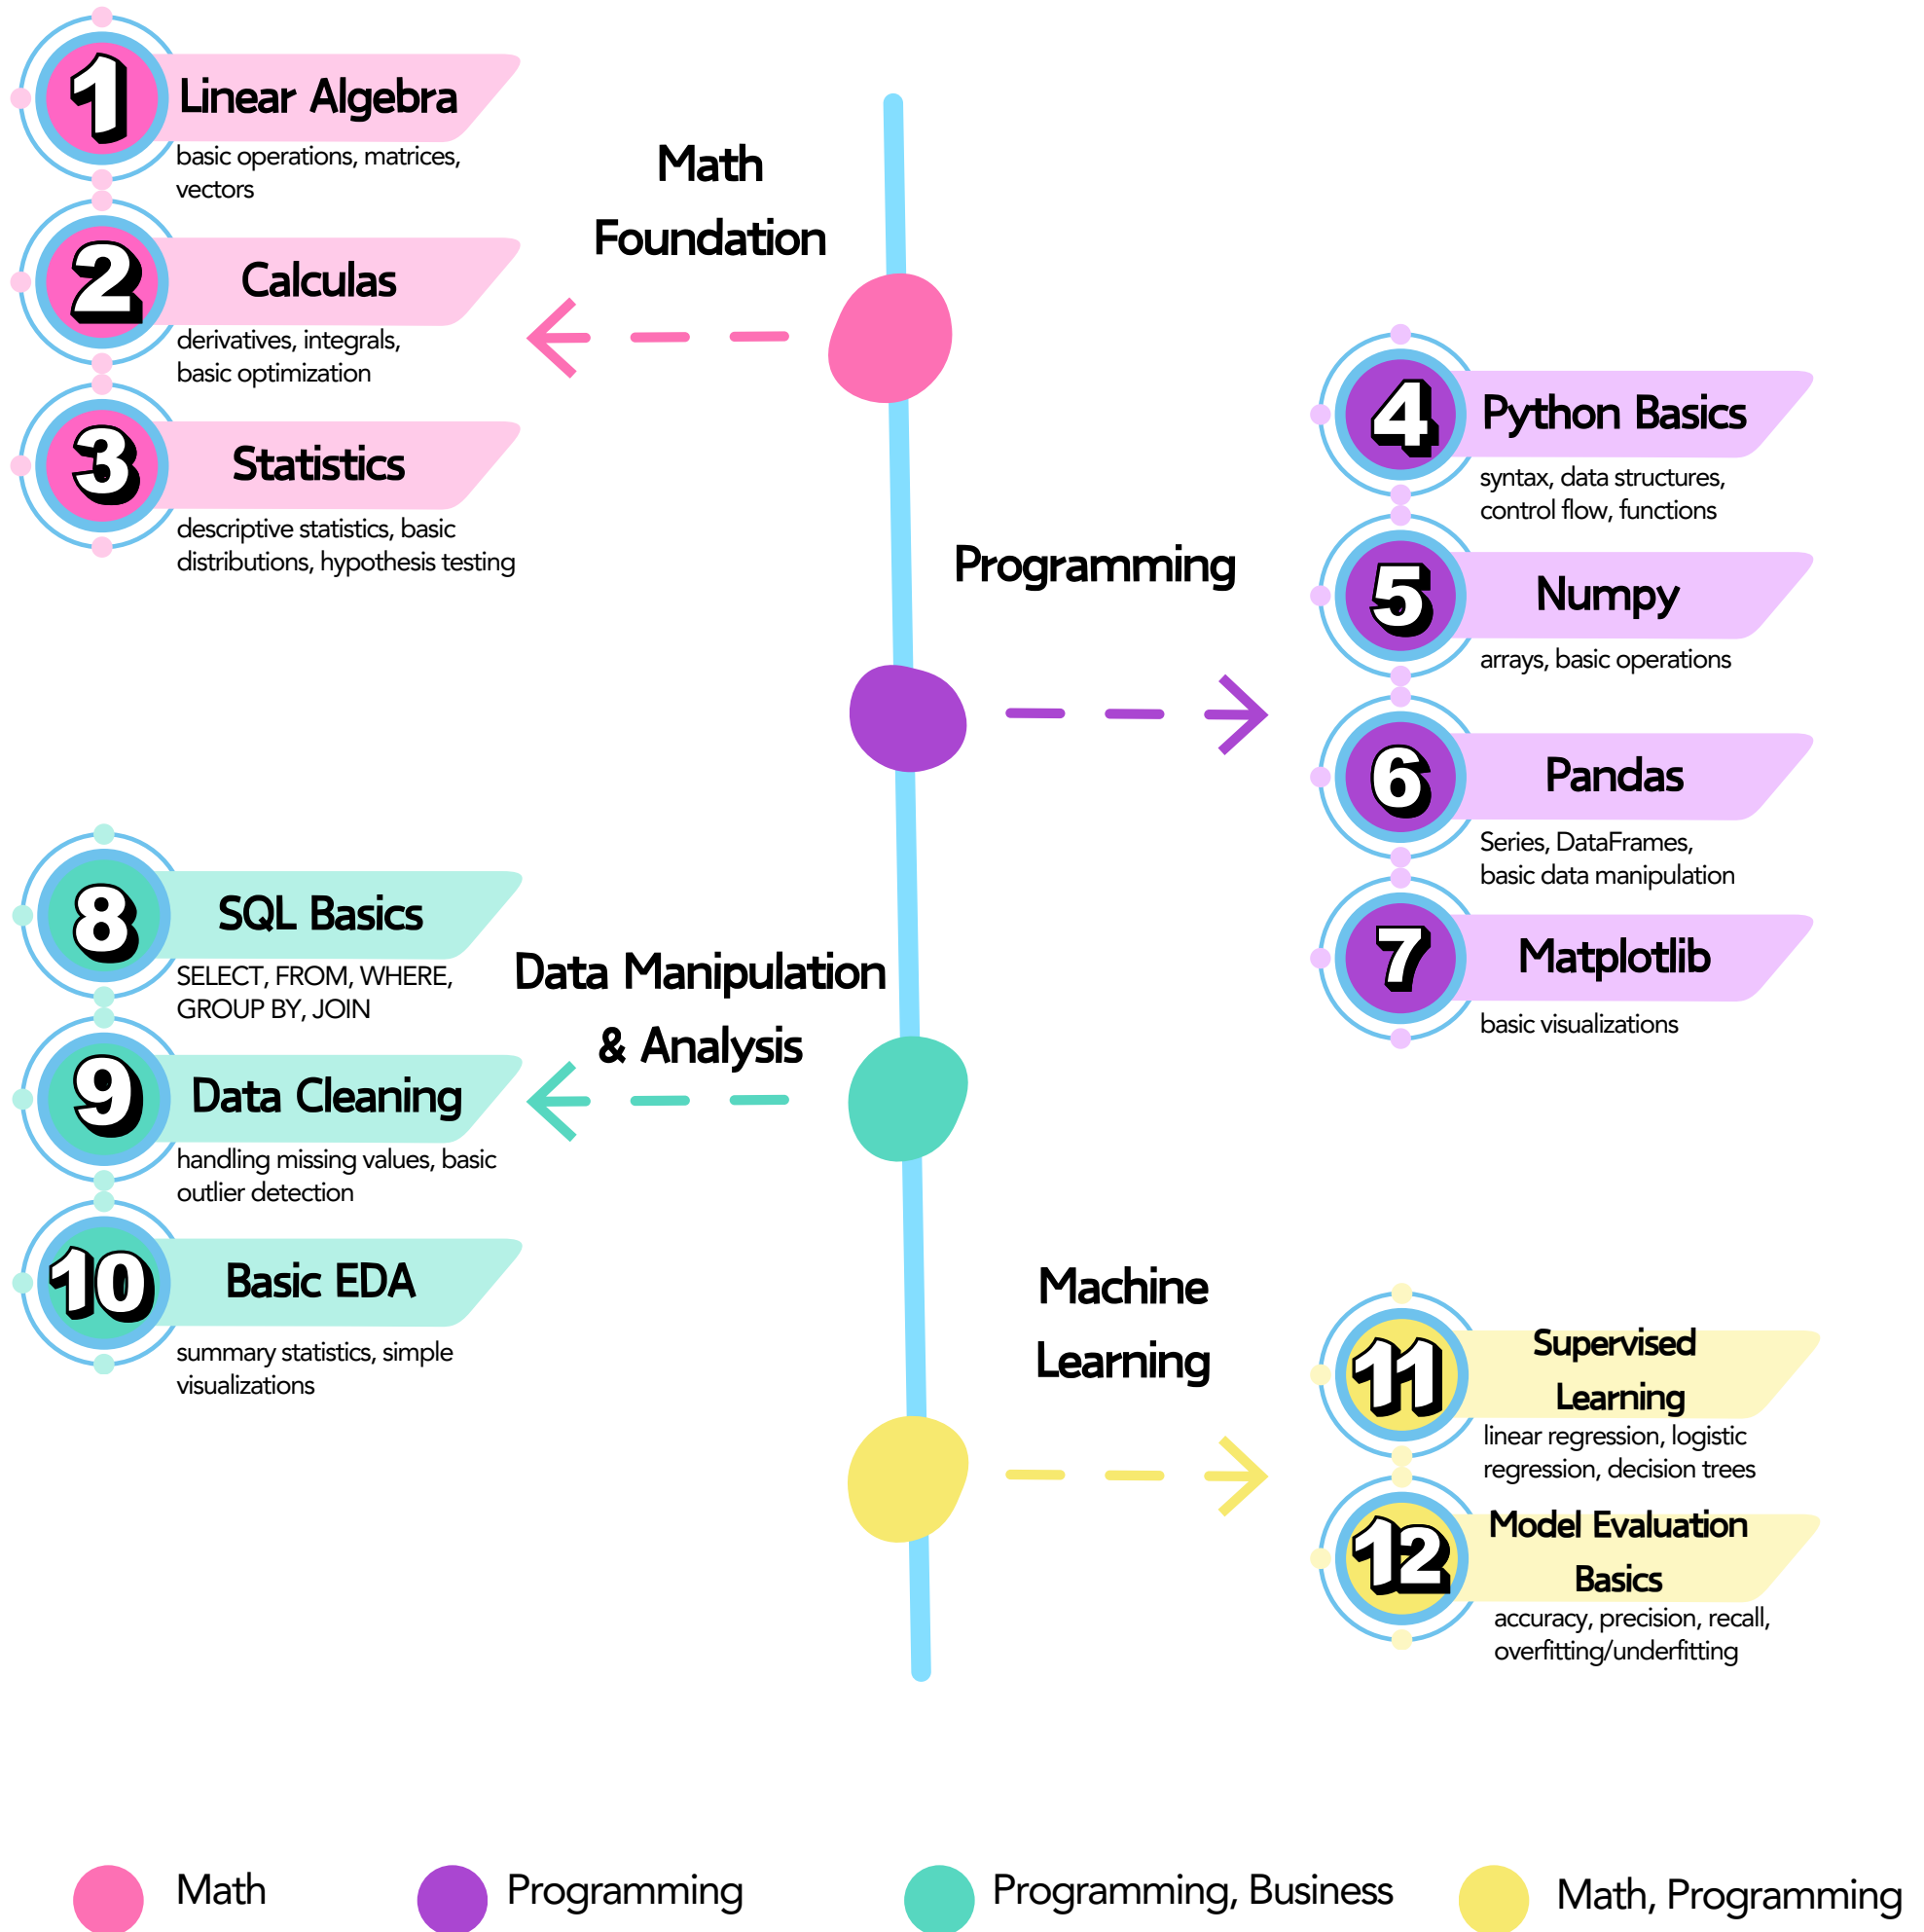 1
Linear Algebra
basic operations, matrices,
vectors
2
Calculas
derivatives, integrals,
basic optimization
3
Statistics
descriptive statistics, basic
distributions, hypothesis testing
Math
Foundation
Programming
4
Python Basics
syntax, data structures,
control flow, functions
5
Numpy
arrays, basic operations
6
Pandas
Series, DataFrames,
basic data manipulation
7
Matplotlib
basic visualizations
8
SQL Basics
SELECT, FROM, WHERE,
GROUP BY, JOIN
9
Data Cleaning
handling missing values, basic
outlier detection
10
Basic EDA
summary statistics, simple
visualizations
Data Manipulation
& Analysis
Machine
Learning
11
Supervised
Learning
linear regression, logistic
regression, decision trees
12
Model Evaluation
Basics
accuracy, precision, recall,
overfitting/underfitting
Math
Programming
Programming, Business
Math, Programming